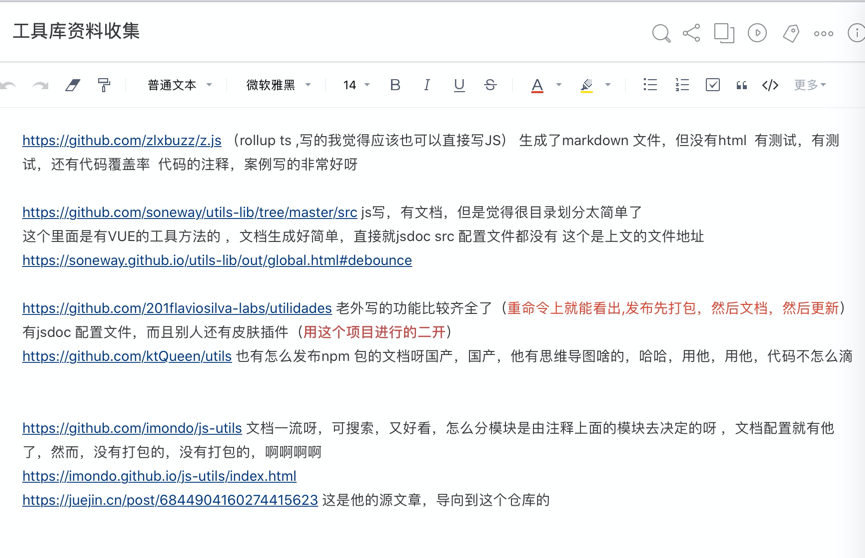 工具库资料收集
普通文本 微软雅黑 14 B I U S A 更多
https://github.com/zlxbuzz/z.js （rollup ts ,写的我觉得应该也可以直接写JS） 生成了markdown 文件，但没有html 有测试，有测
试，还有代码覆盖率 代码的注释，案例写的非常好呀
https://github.com/soneway/utils-lib/tree/master/src js写，有文档，但是觉得很目录划分太简单了
这个里面是有VUE的工具方法的 ，文档生成好简单，直接就jsdoc src 配置文件都没有 这个是上文的文件地址
https://soneway.github.io/utils-lib/out/global.html#debounce
https://github.com/201flaviosilva-labs/utilidades 老外写的功能比较齐全了（重命令上就能看出,发布先打包，然后文档，然后更新）
有jsdoc 配置文件，而且别人还有皮肤插件（用这个项目进行的二开）
https://github.com/ktQueen/utils 也有怎么发布npm 包的文档呀国产，国产，他有思维导图啥的，哈哈，用他，用他，代码不怎么滴
https://github.com/imondo/js-utils 文档一流呀，可搜索，又好看，怎么分模块是由注释上面的模块去决定的呀 ，文档配置就有他
了，然而，没有打包的，没有打包的，啊啊啊啊
https://imondo.github.io/js-utils/index.html
https://juejin.cn/post/6844904160274415623 这是他的源文章，导向到这个仓库的